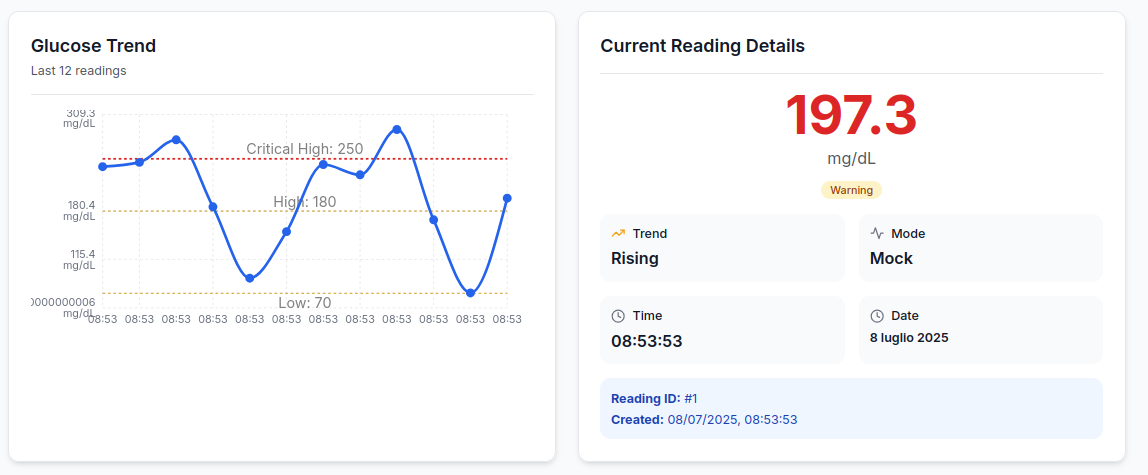 Glucose Trend
Last 12 readings
309.3
mg/dL
Critical High: 250
180.4
mg/dL
High: 180
115.4
mg/dL
Low: 70
0000000006
mg/dL
08:53 08:53 08:53 08:53 08:53 08:53 08:53 08:53 08:53 08:53 08:53 08:53
Current Reading Details
197.3
mg/dL
Warning
Trend
Rising
Mode
Mock
Time
08:53:53
Date
8 luglio 2025
Reading ID: #1
Created: 08/07/2025, 08:53:53